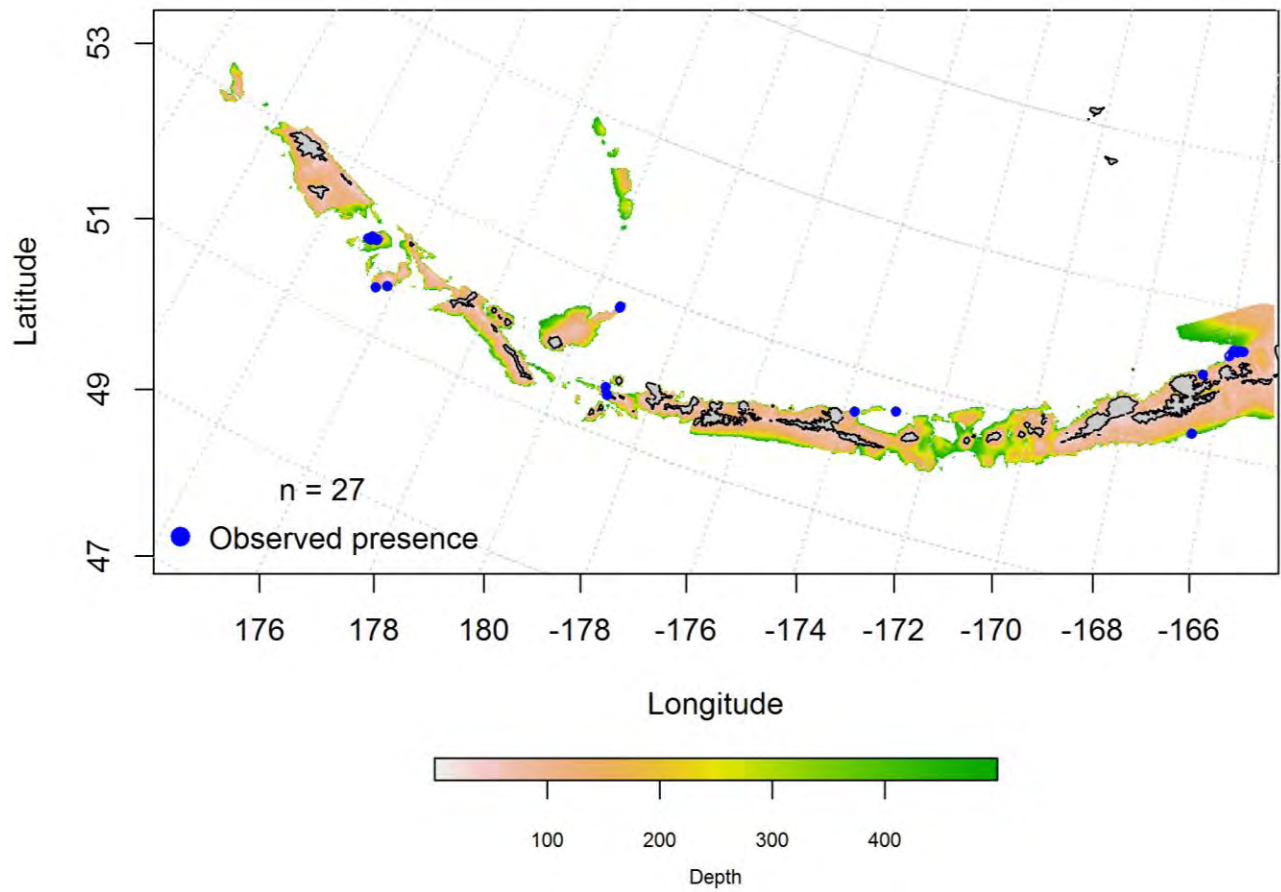 53
51
49
47
Latitude
n = 27
Observed presence
176 178 180 -178 -176 -174 -172 -170 -168 -166
Longitude
100 200 300 400
Depth